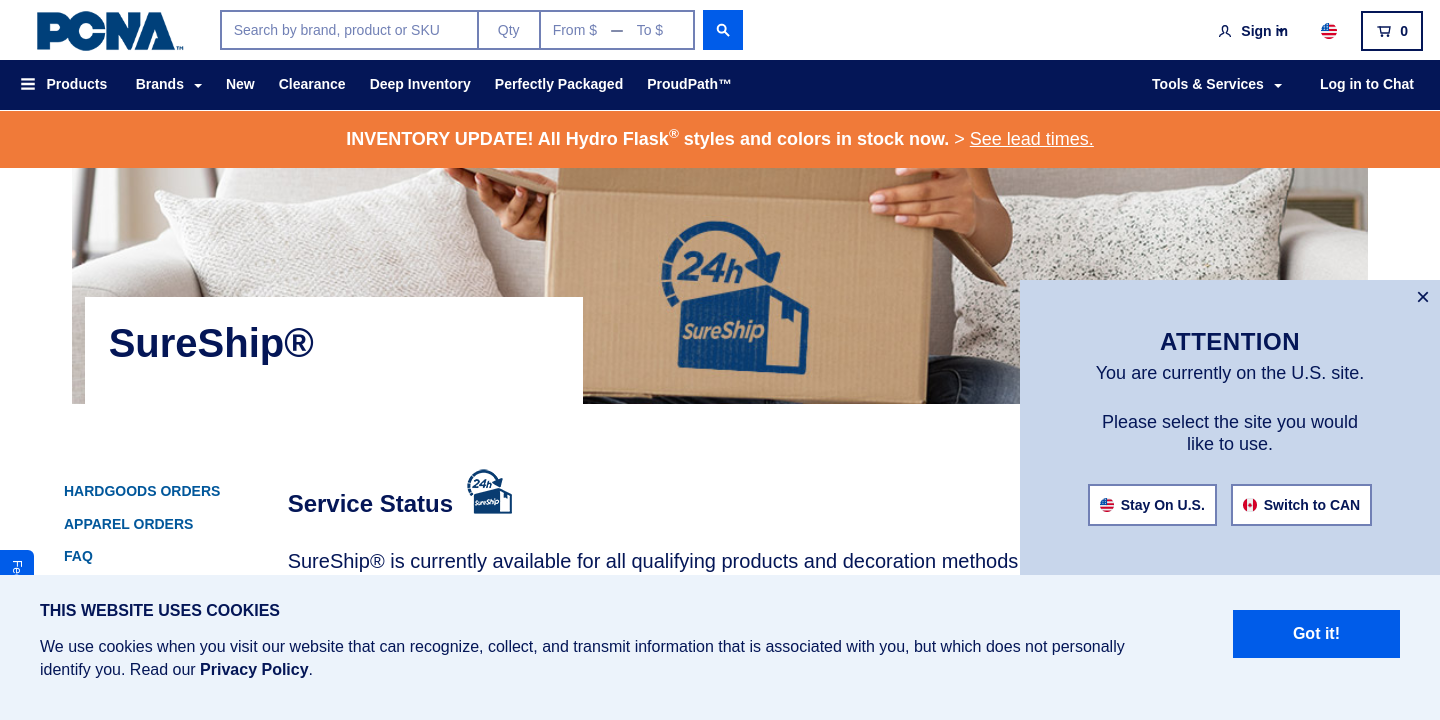 PCNA™
Search by brand, product or SKU
Qty
From $ — To $
Sign in
0
Products
Brands
New
Clearance
Deep Inventory
Perfectly Packaged
ProudPath™
Tools & Services
Log in to Chat
INVENTORY UPDATE! All Hydro Flask® styles and colors in stock now. > See lead times.
24h
SureShip
SureShip®
ATTENTION
You are currently on the U.S. site.
Please select the site you would
like to use.
Stay On U.S.
Switch to CAN
HARDGOODS ORDERS
APPAREL ORDERS
FAQ
Service Status
24h
SureShip
SureShip® is currently available for all qualifying products and decoration methods
THIS WEBSITE USES COOKIES
We use cookies when you visit our website that can recognize, collect, and transmit information that is associated with you, but which does not personally
identify you. Read our Privacy Policy.
Got it!